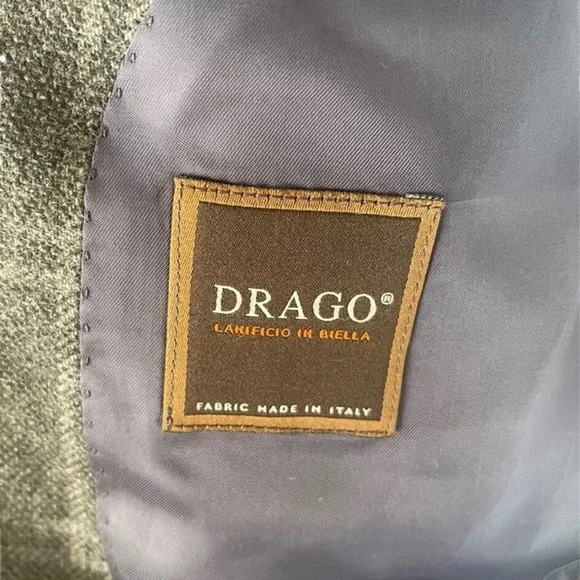 DRAGO®
LANIFICIO IN BIELLA
FABRIC MADE IN ITALY